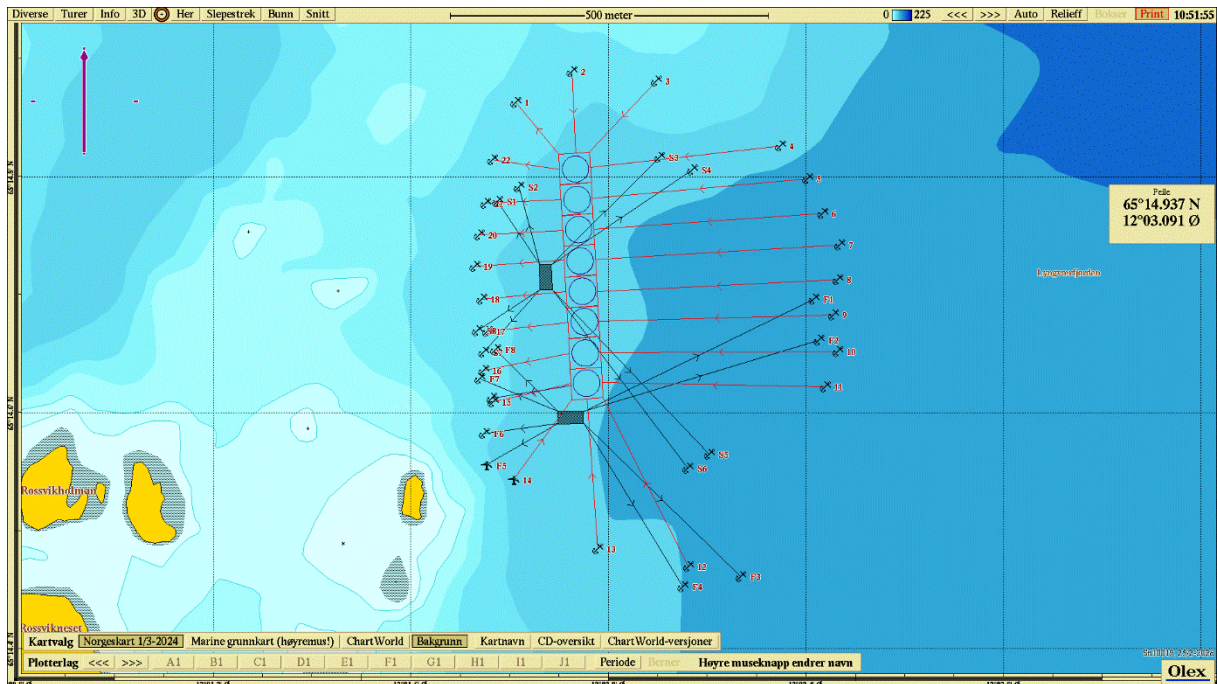 Diverse Turer Info 3D Her Slepestrek Bunn Snitt 500 meter 0 225 <<< >>> Auto Relieff Bokser Print 10:51:55
2
3
1
4
22
S3
S4
5
S2
S1
6
20
7
19
8
18
F1
9
17
F2
F8
10
16
F7
11
15
F6
S5
F5
S6
14
13
12
F3
F4
Peile
65°14.937 N
12°03.091 Ø
Rossvikholman
Rossvikneset
Kartvalg Norgeskart 1/3-2024 Marine grunnkart (høyremus!) ChartWorld Bakgrunn Kartnavn CD-oversikt ChartWorld-versjoner
Plotterlag <<< >>> A1 B1 C1 D1 E1 F1 G1 H1 I1 J1 Periode Berner Høyre museknapp endrer navn
Olex